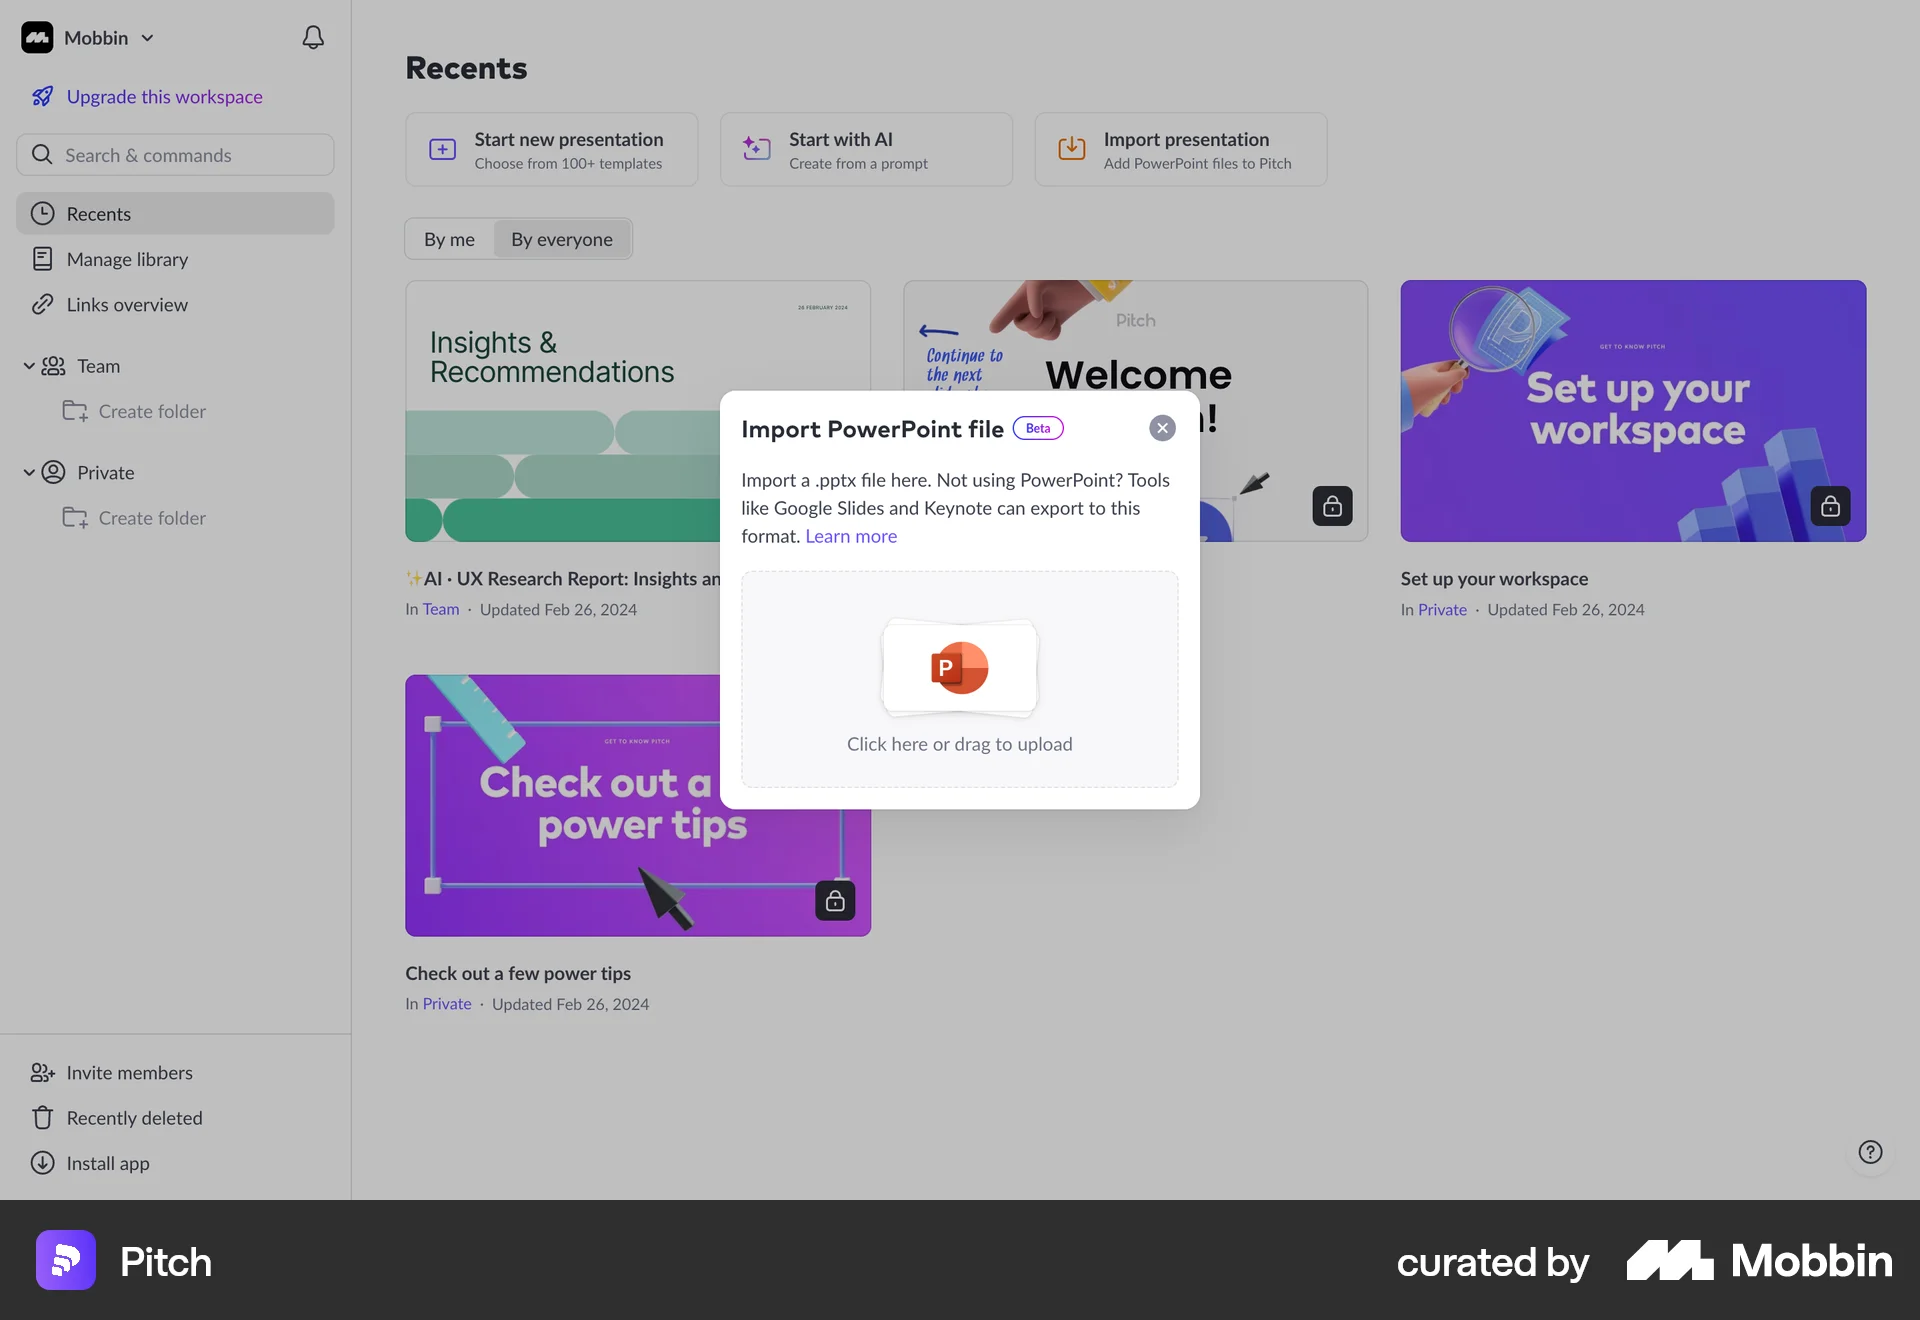 Mobbin
Upgrade this workspace
Search & commands
Recents
Manage library
Links overview
Team
Create folder
Private
Create folder
Invite members
Recently deleted
Install app
Recents
Start new presentation
Choose from 100+ templates
Start with AI
Create from a prompt
Import presentation
Add PowerPoint files to Pitch
By me
By everyone
26 FEBRUARY 2024
Insights &
Recommendations
✨AI · UX Research Report: Insights an
In Team · Updated Feb 26, 2024
Pitch
Continue to
the next
Welcome
!
GET TO KNOW PITCH
Set up your
workspace
Set up your workspace
In Private · Updated Feb 26, 2024
GET TO KNOW PITCH
Check out a
power tips
Check out a few power tips
In Private · Updated Feb 26, 2024
Import PowerPoint file Beta
Import a .pptx file here. Not using PowerPoint? Tools
like Google Slides and Keynote can export to this
format. Learn more
P
Click here or drag to upload
?
Pitch
curated by Mobbin